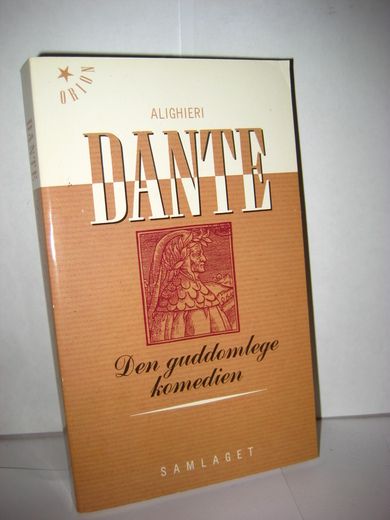 ORION
ALIGHIERI
DANTE
Den guddomlege
komedien
SAMLAGET
DANTE